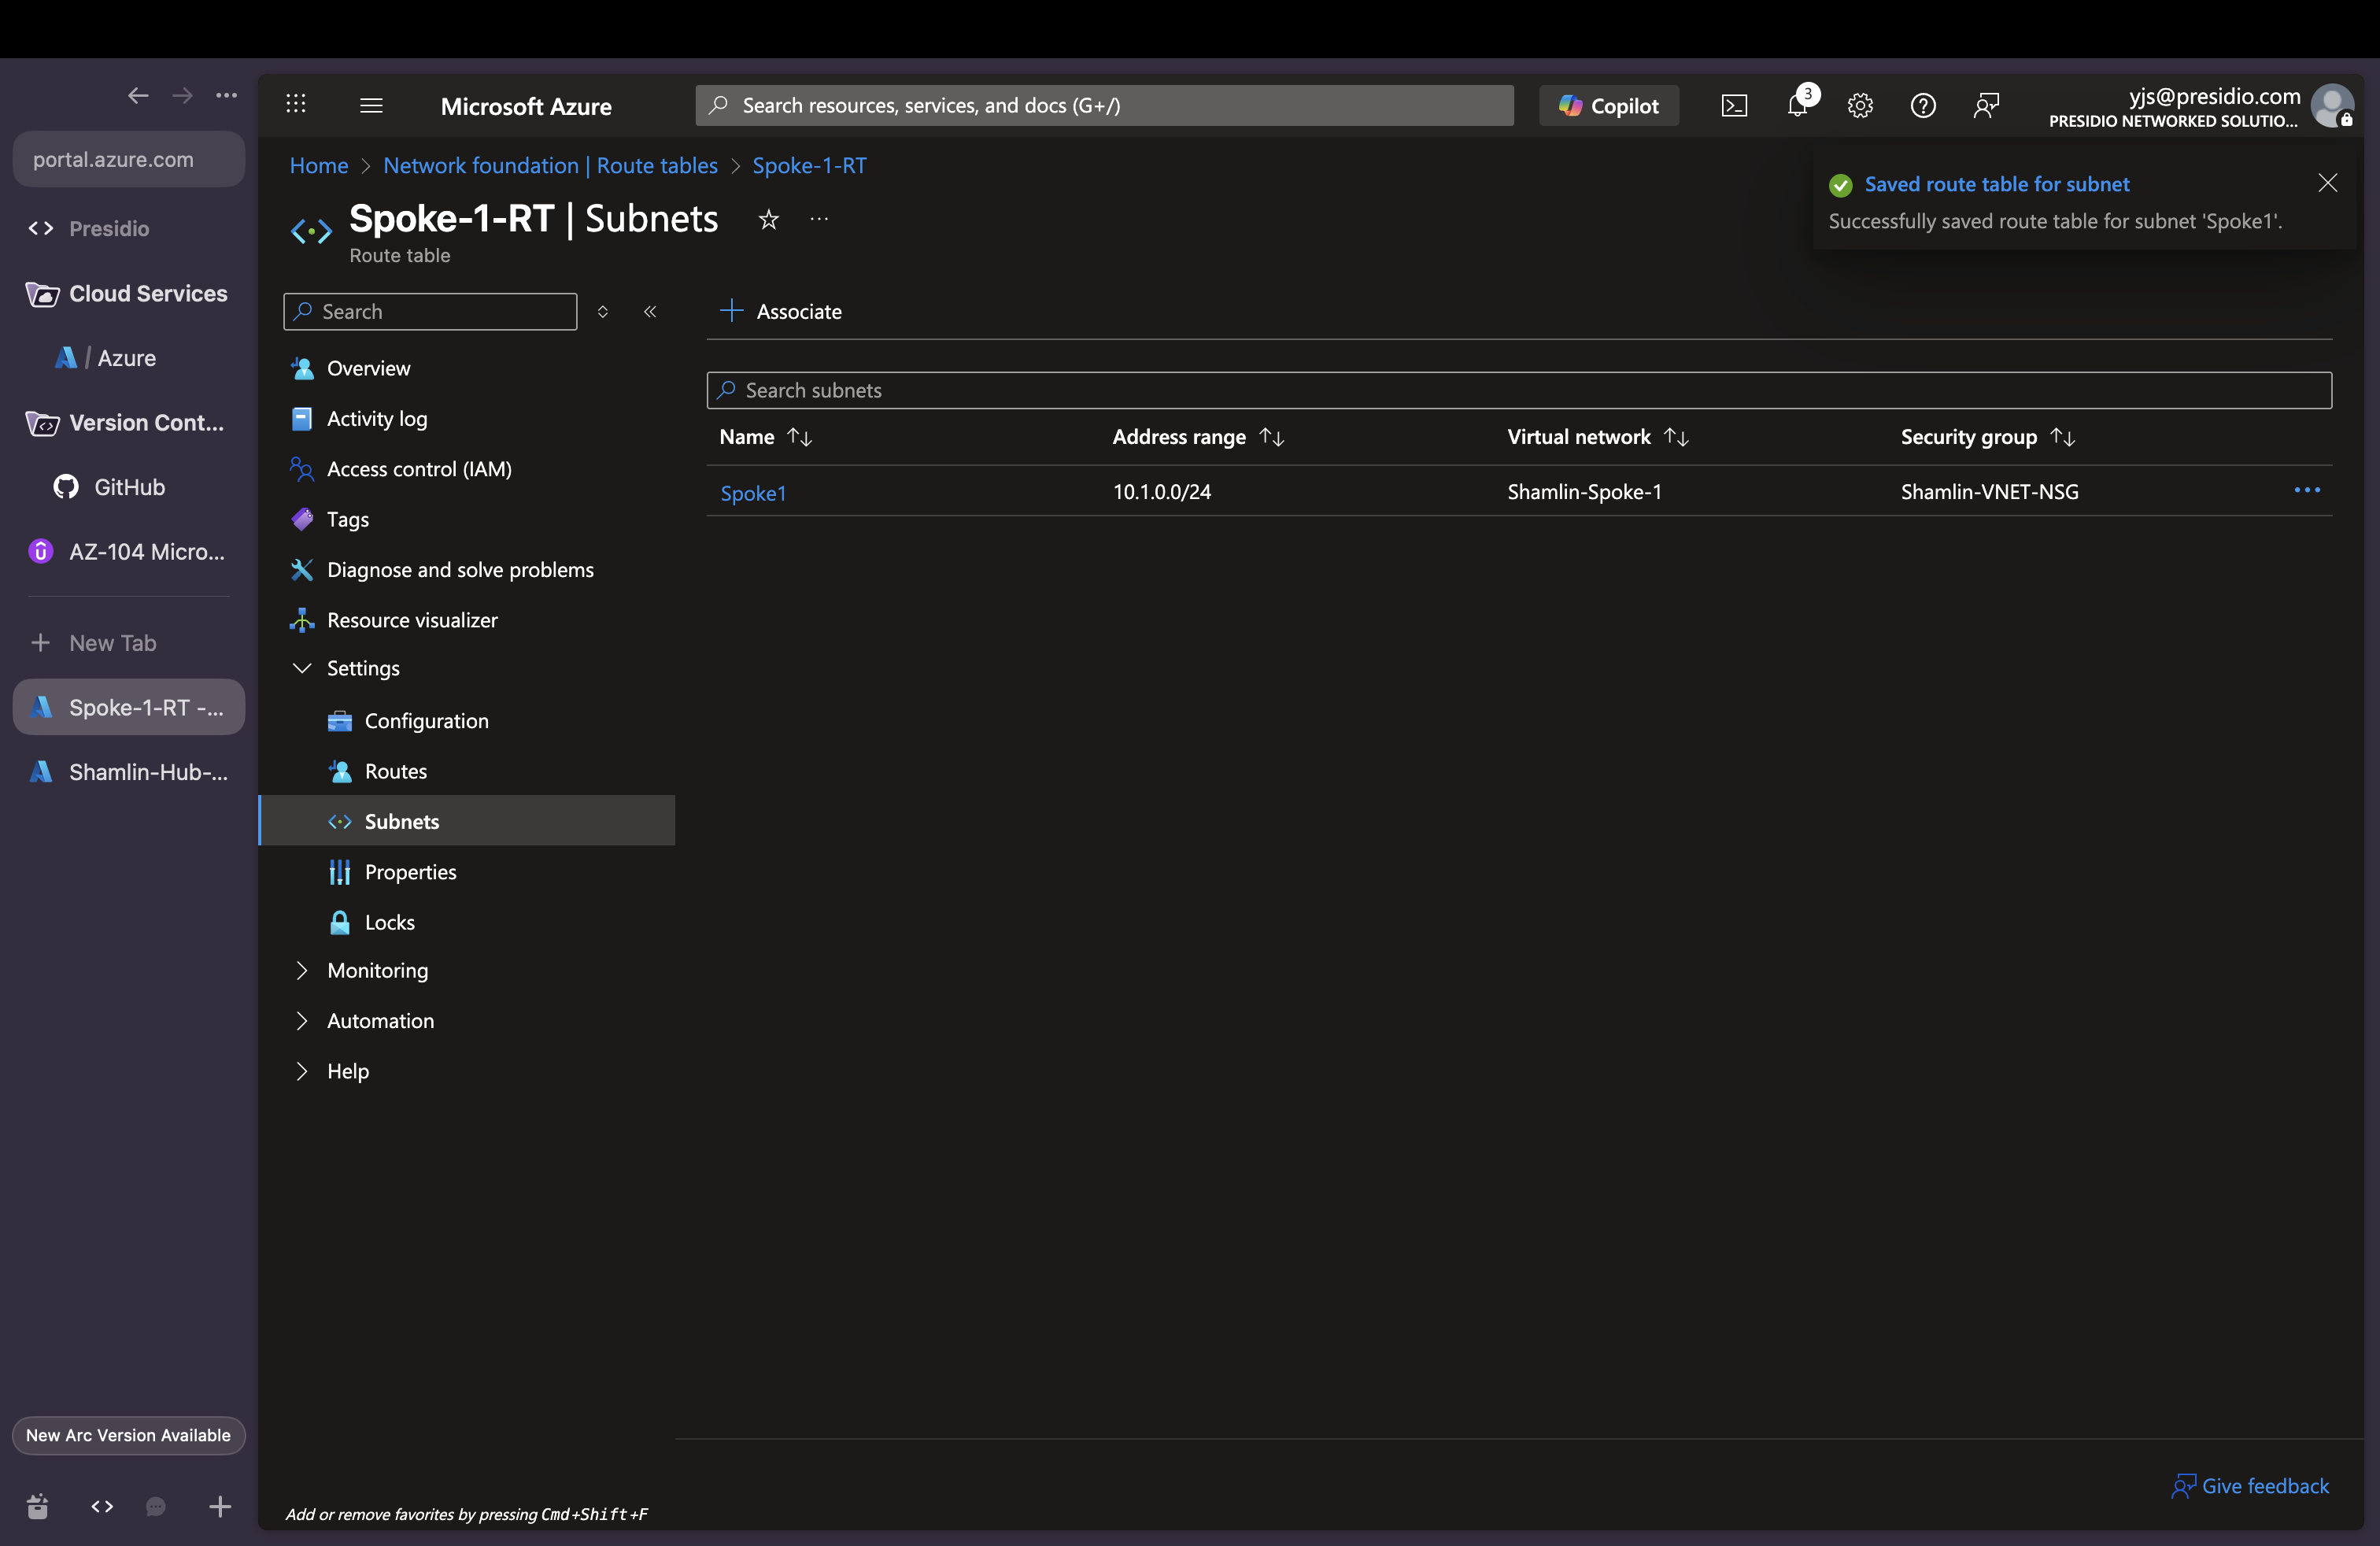 portal.azure.com
Presidio
Cloud Services
/ Azure
Version Cont...
GitHub
AZ-104 Micro...
New Tab
Spoke-1-RT -...
Shamlin-Hub-...
New Arc Version Available
Microsoft Azure
Search resources, services, and docs (G+/)
Copilot
3
yjs@presidio.com
PRESIDIO NETWORKED SOLUTIO...
Home > Network foundation | Route tables > Spoke-1-RT
Spoke-1-RT | Subnets
Route table
Saved route table for subnet
Successfully saved route table for subnet 'Spoke1'.
Search
Overview
Activity log
Access control (IAM)
Tags
Diagnose and solve problems
Resource visualizer
Settings
Configuration
Routes
Subnets
Properties
Locks
Monitoring
Automation
Help
Add or remove favorites by pressing Cmd+Shift+F
Associate
Search subnets
Name Address range Virtual network Security group
Spoke1 10.1.0.0/24 Shamlin-Spoke-1 Shamlin-VNET-NSG
Give feedback